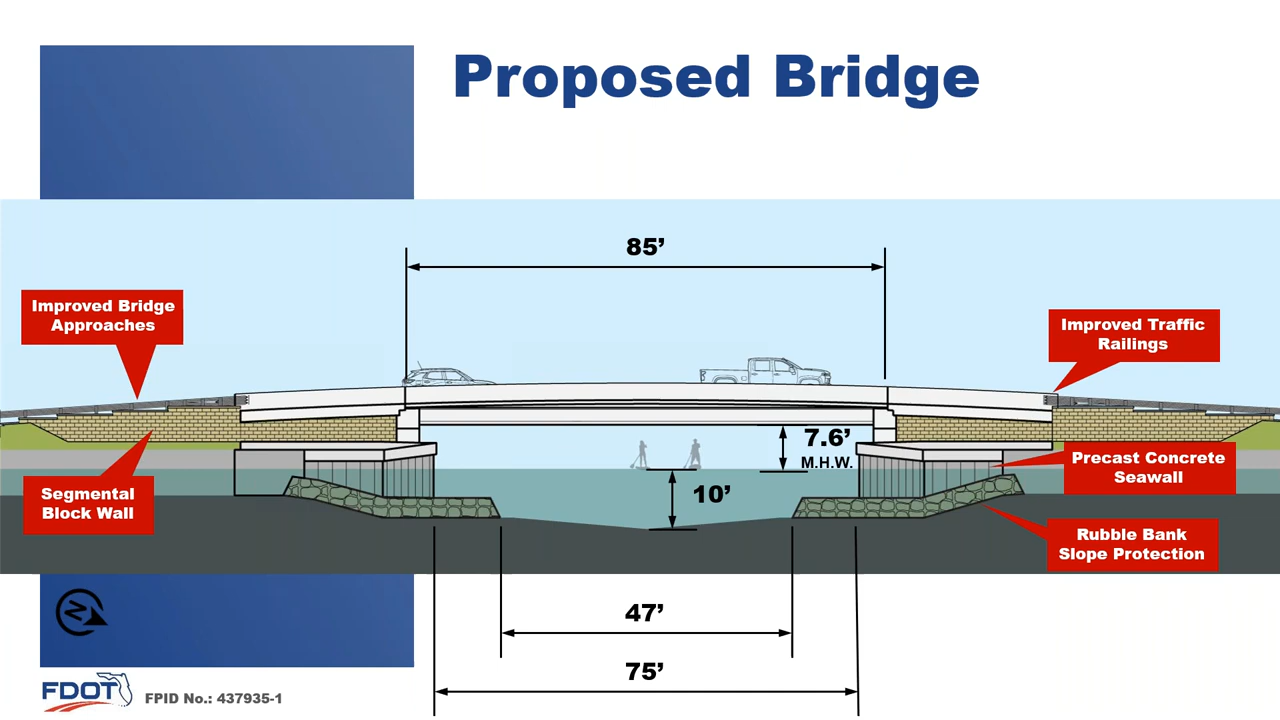 Proposed Bridge
85’
Improved Bridge
Approaches
Improved Traffic
Railings
7.6’
M.H.W.
Precast Concrete
Seawall
Segmental
Block Wall
10’
Rubble Bank
Slope Protection
N
47’
75’
FDOT
FPID No.: 437935-1